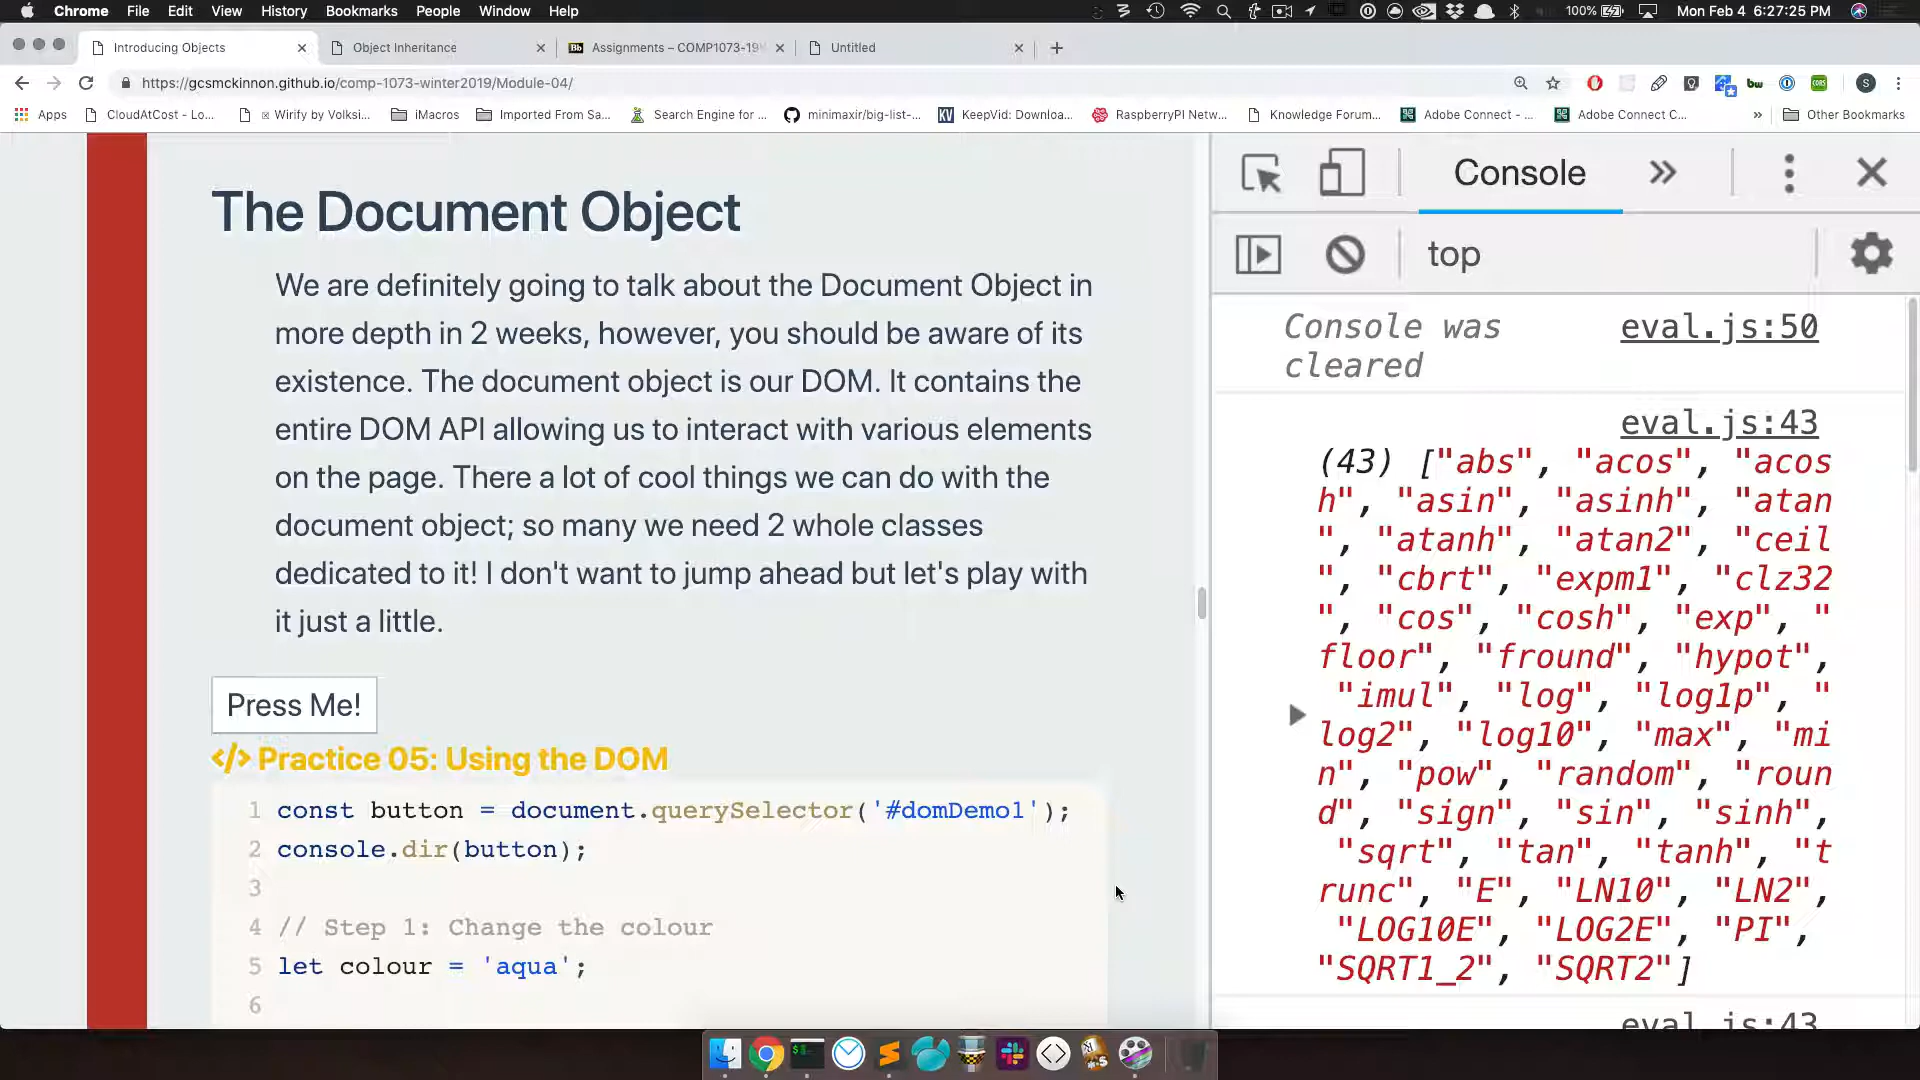 Chrome File Edit View History Bookmarks People Window Help 100% Mon Feb 4 6:27:25 PM
Introducing Objects Object Inheritance Assignments – COMP1073-19 Untitled
https://gcsmckinnon.github.io/comp-1073-winter2019/Module-04/
Apps CloudAtCost - Lo... Wirify by Volksi... iMacros Imported From Sa... Search Engine for ... minimaxir/big-list-... KeepVid: Downloa... RaspberryPI Netw... Knowledge Forum... Adobe Connect - ... Adobe Connect C... » Other Bookmarks
The Document Object
We are definitely going to talk about the Document Object in
more depth in 2 weeks, however, you should be aware of its
existence. The document object is our DOM. It contains the
entire DOM API allowing us to interact with various elements
on the page. There a lot of cool things we can do with the
document object; so many we need 2 whole classes
dedicated to it! I don't want to jump ahead but let's play with
it just a little.
Press Me!
</> Practice 05: Using the DOM
1 const button = document.querySelector('#domDemo1');
2 console.dir(button);
3
4 // Step 1: Change the colour
5 let colour = 'aqua';
6
Console »
top
Console was eval.js:50
cleared
eval.js:43
(43) ["abs", "acos", "acos
h", "asin", "asinh", "atan
", "atanh", "atan2", "ceil
", "cbrt", "expm1", "clz32
", "cos", "cosh", "exp", "
floor", "fround", "hypot",
"imul", "log", "log1p", "
log2", "log10", "max", "mi
n", "pow", "random", "roun
d", "sign", "sin", "sinh",
"sqrt", "tan", "tanh", "t
runc", "E", "LN10", "LN2",
"LOG10E", "LOG2E", "PI",
"SQRT1_2", "SQRT2"]
eval.js:43